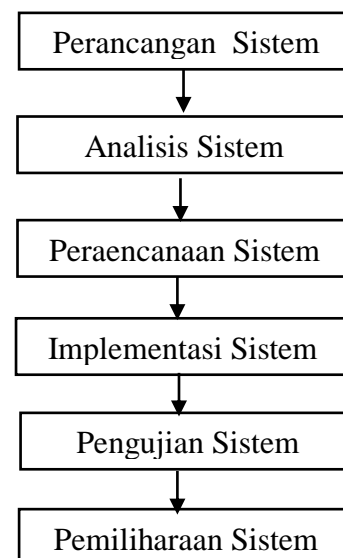 Perancangan  Sistem
Analisis Sistem
Peraencanaan Sistem
Implementasi Sistem
Pengujian Sistem
Pemiliharaan Sistem